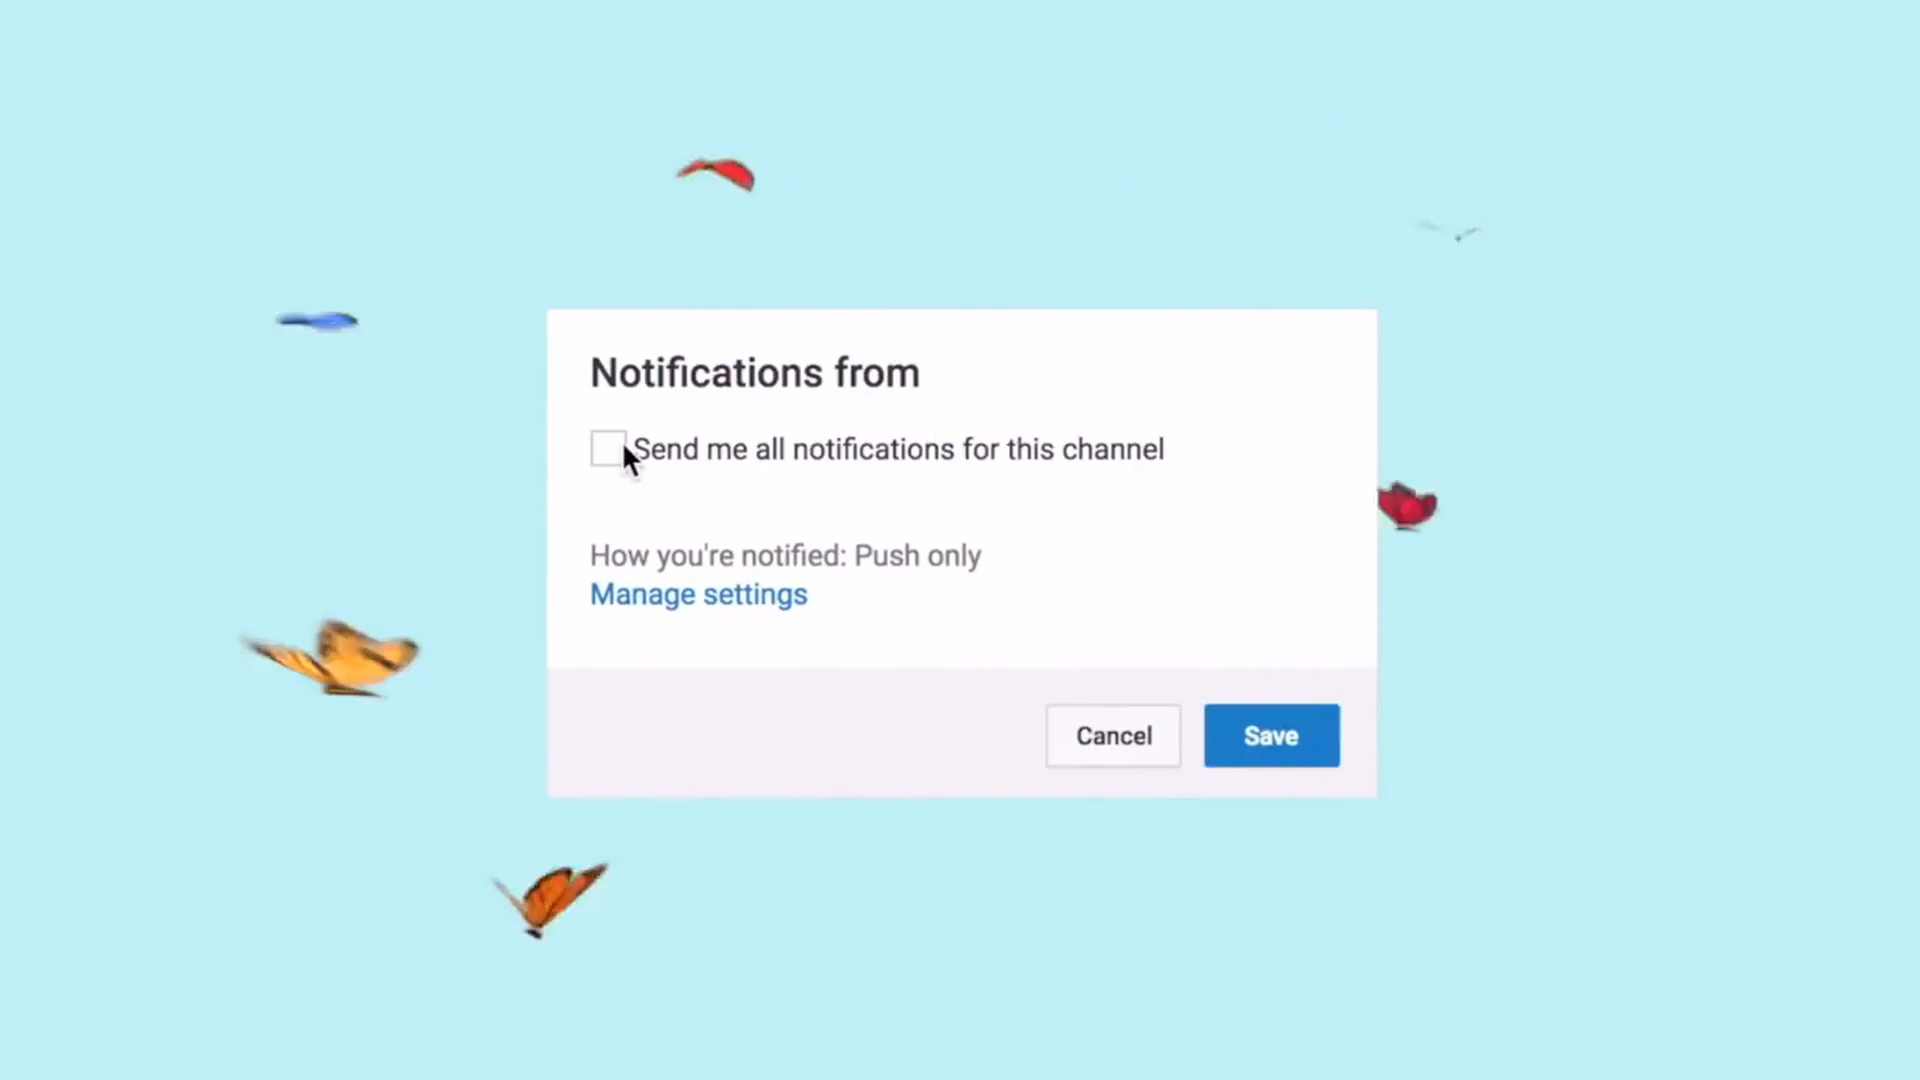 Notifications from
Send me all notifications for this channel
How you're notified: Push only
Manage settings
Cancel
Save